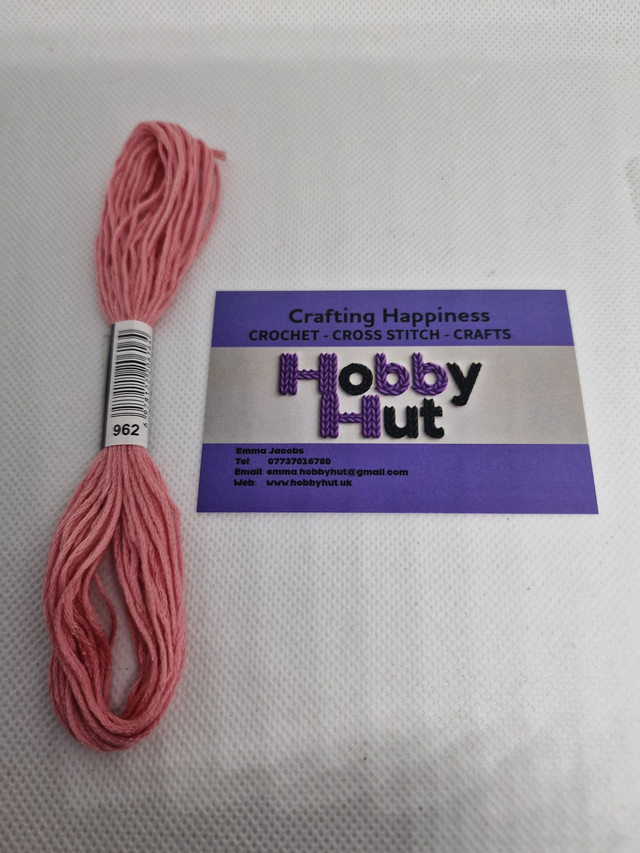 962
Crafting Happiness
CROCHET - CROSS STITCH - CRAFTS
Hobby
Hut
Emma Jacobs
Tel: 07737016780
Email: emma.hobbyhut@gmail.com
Web: www.hobbyhut.uk